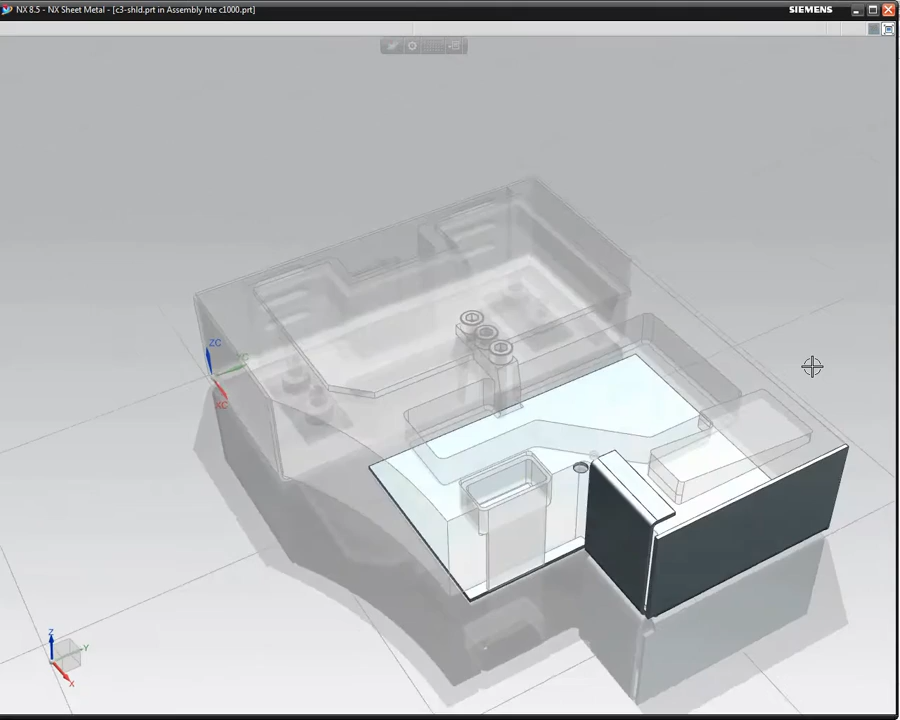 NX 8.5 - NX Sheet Metal - [c3-shld.prt in Assembly hte c1000.prt]
SIEMENS
ZC
YC
XC
Z
Y
X